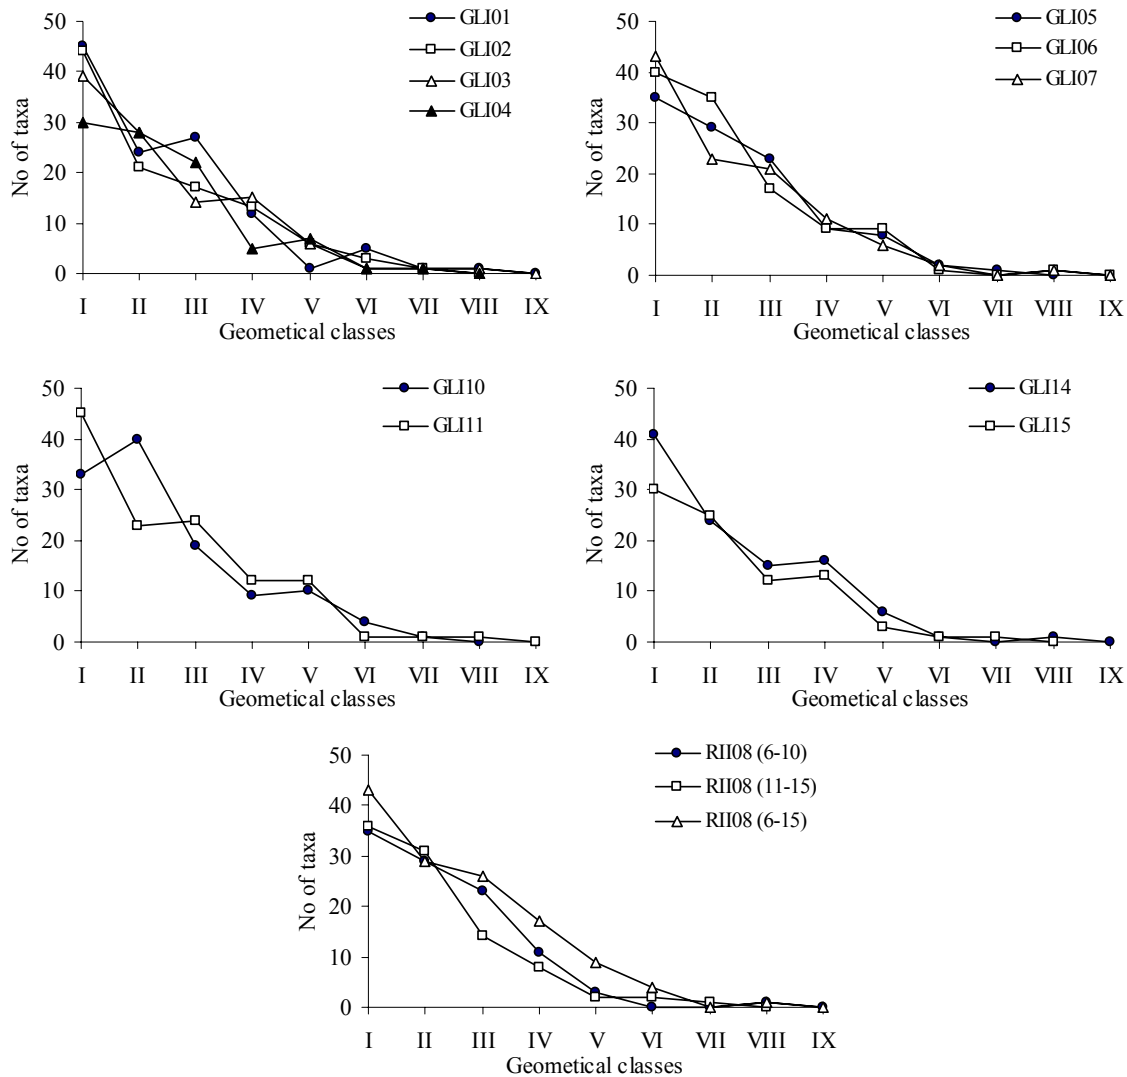 GLI01
GLI02
GLI03
GLI04
No of taxa
50
40
30
20
10
0
I II III IV V VI VII VIII IX
Geometical classes
GLI05
GLI06
GLI07
No of taxa
50
40
30
20
10
0
I II III IV V VI VII VIII IX
Geometical classes
GLI10
GLI11
No of taxa
50
40
30
20
10
0
I II III IV V VI VII VIII IX
Geometical classes
GLI14
GLI15
No of taxa
50
40
30
20
10
0
I II III IV V VI VII VIII IX
Geometical classes
RII08 (6-10)
RII08 (11-15)
RII08 (6-15)
No of taxa
50
40
30
20
10
0
I II III IV V VI VII VIII IX
Geometical classes